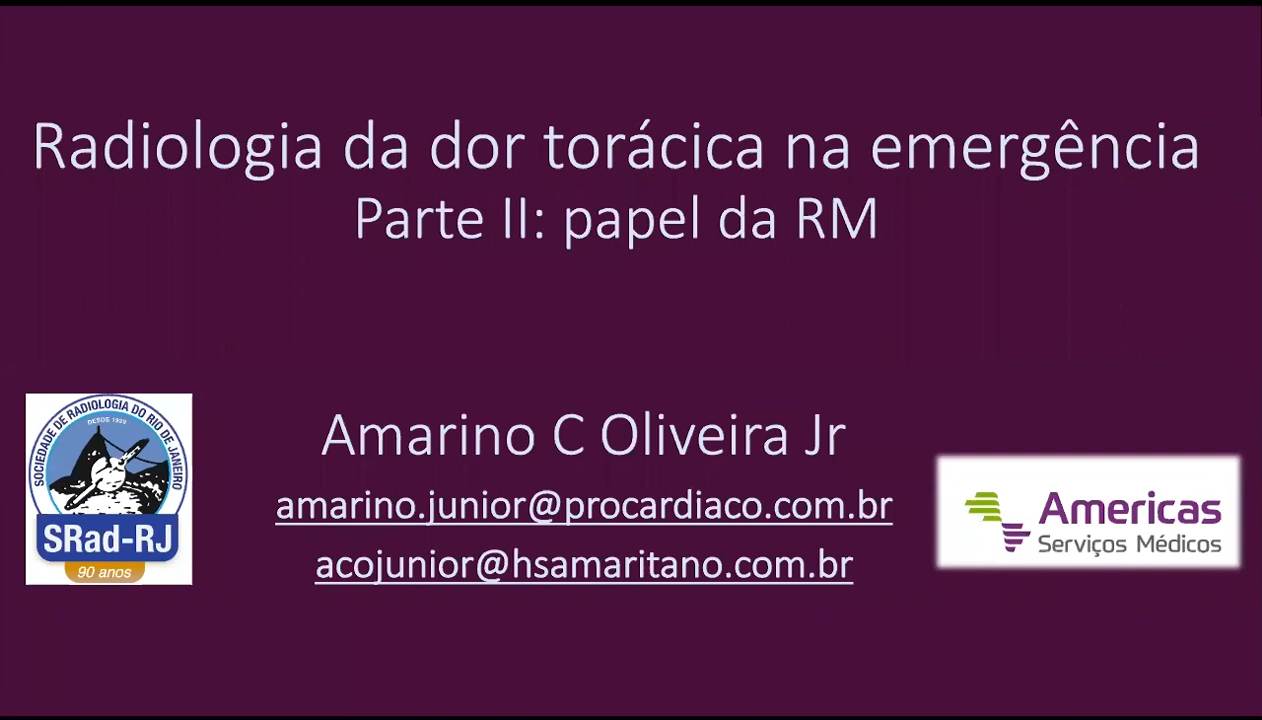 Radiologia da dor torácica na emergência
Parte II: papel da RM
SOCIEDADE DE RADIOLOGIA DO RIO DE JANEIRO
DESDE 1929
SRad-RJ
90 anos
Amarino C Oliveira Jr
amarino.junior@procardiaco.com.br
acojunior@hsamaritano.com.br
Americas
Serviços Médicos